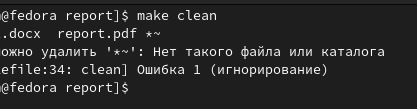 @fedora report]$ make clean
.docx  report.pdf *~
ожно удалить '*~': Нет такого файла или каталога
efile:34: clean] Ошибка 1 (игнорирование)
@fedora report]$